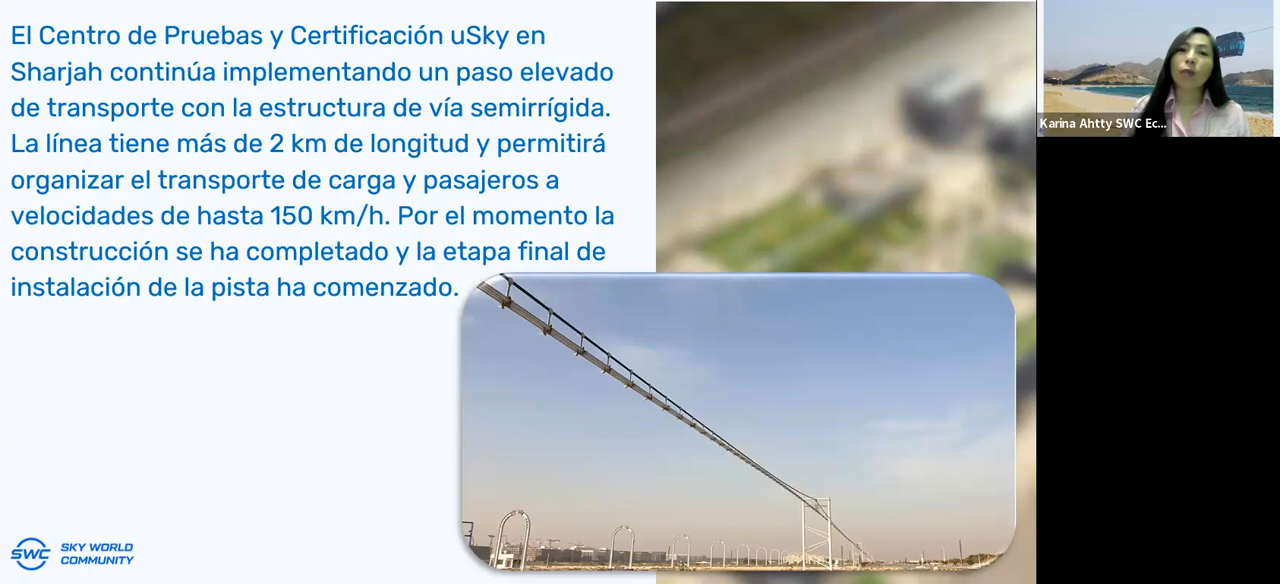 El Centro de Pruebas y Certificación uSky en
Sharjah continúa implementando un paso elevado
de transporte con la estructura de vía semirrígida.
La línea tiene más de 2 km de longitud y permitirá
organizar el transporte de carga y pasajeros a
velocidades de hasta 150 km/h. Por el momento la
construcción se ha completado y la etapa final de
instalación de la pista ha comenzado.
Karina Ahtty SWC Ec...
SWC SKY WORLD
COMMUNITY